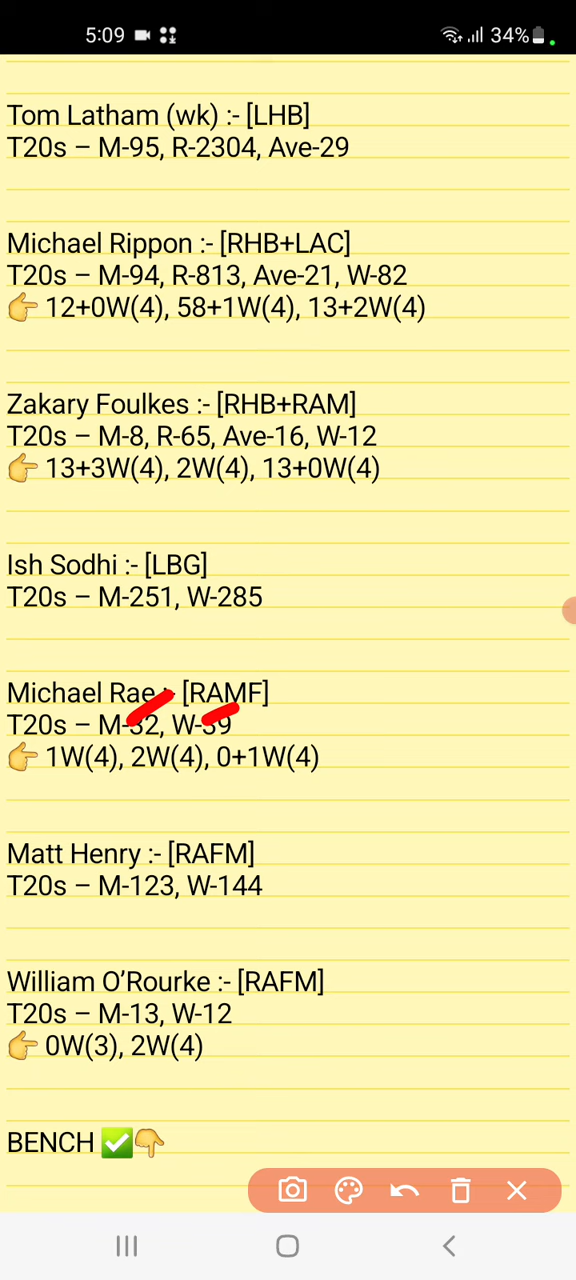 5:09 34%
Tom Latham (wk) :- [LHB]
T20s – M-95, R-2304, Ave-29
Michael Rippon :- [RHB+LAC]
T20s – M-94, R-813, Ave-21, W-82
👉 12+0W(4), 58+1W(4), 13+2W(4)
Zakary Foulkes :- [RHB+RAM]
T20s – M-8, R-65, Ave-16, W-12
👉 13+3W(4), 2W(4), 13+0W(4)
Ish Sodhi :- [LBG]
T20s – M-251, W-285
Michael Rae :- [RAMF]
T20s – M-32, W-39
👉 1W(4), 2W(4), 0+1W(4)
Matt Henry :- [RAFM]
T20s – M-123, W-144
William O’Rourke :- [RAFM]
T20s – M-13, W-12
👉 0W(3), 2W(4)
BENCH ✅👇